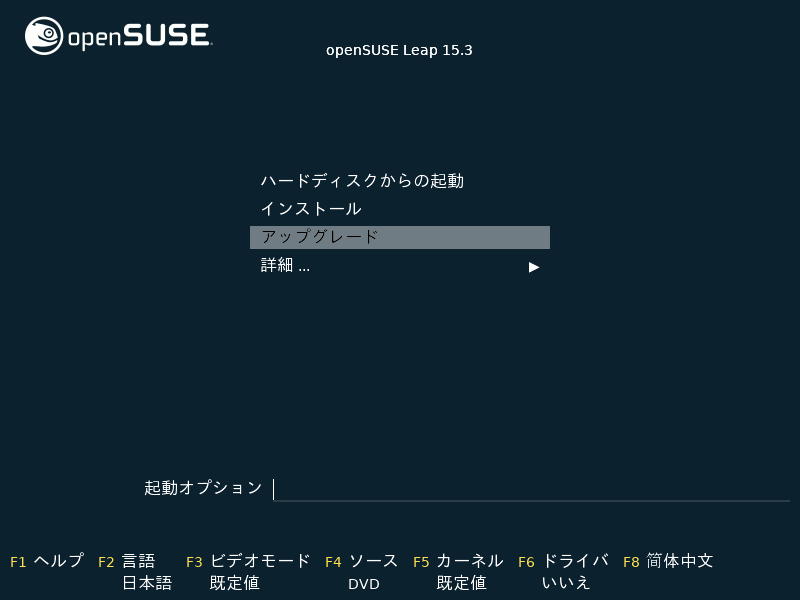 openSUSE.
openSUSE Leap 15.3
ハードディスクからの起動
インストール
アップグレード
詳細 ...
起動オプション
F1 ヘルプ F2 言語 F3 ビデオモード F4 ソース F5 カーネル F6 ドライバ F8 简体中文
日本語 既定値 DVD 既定値 いいえ